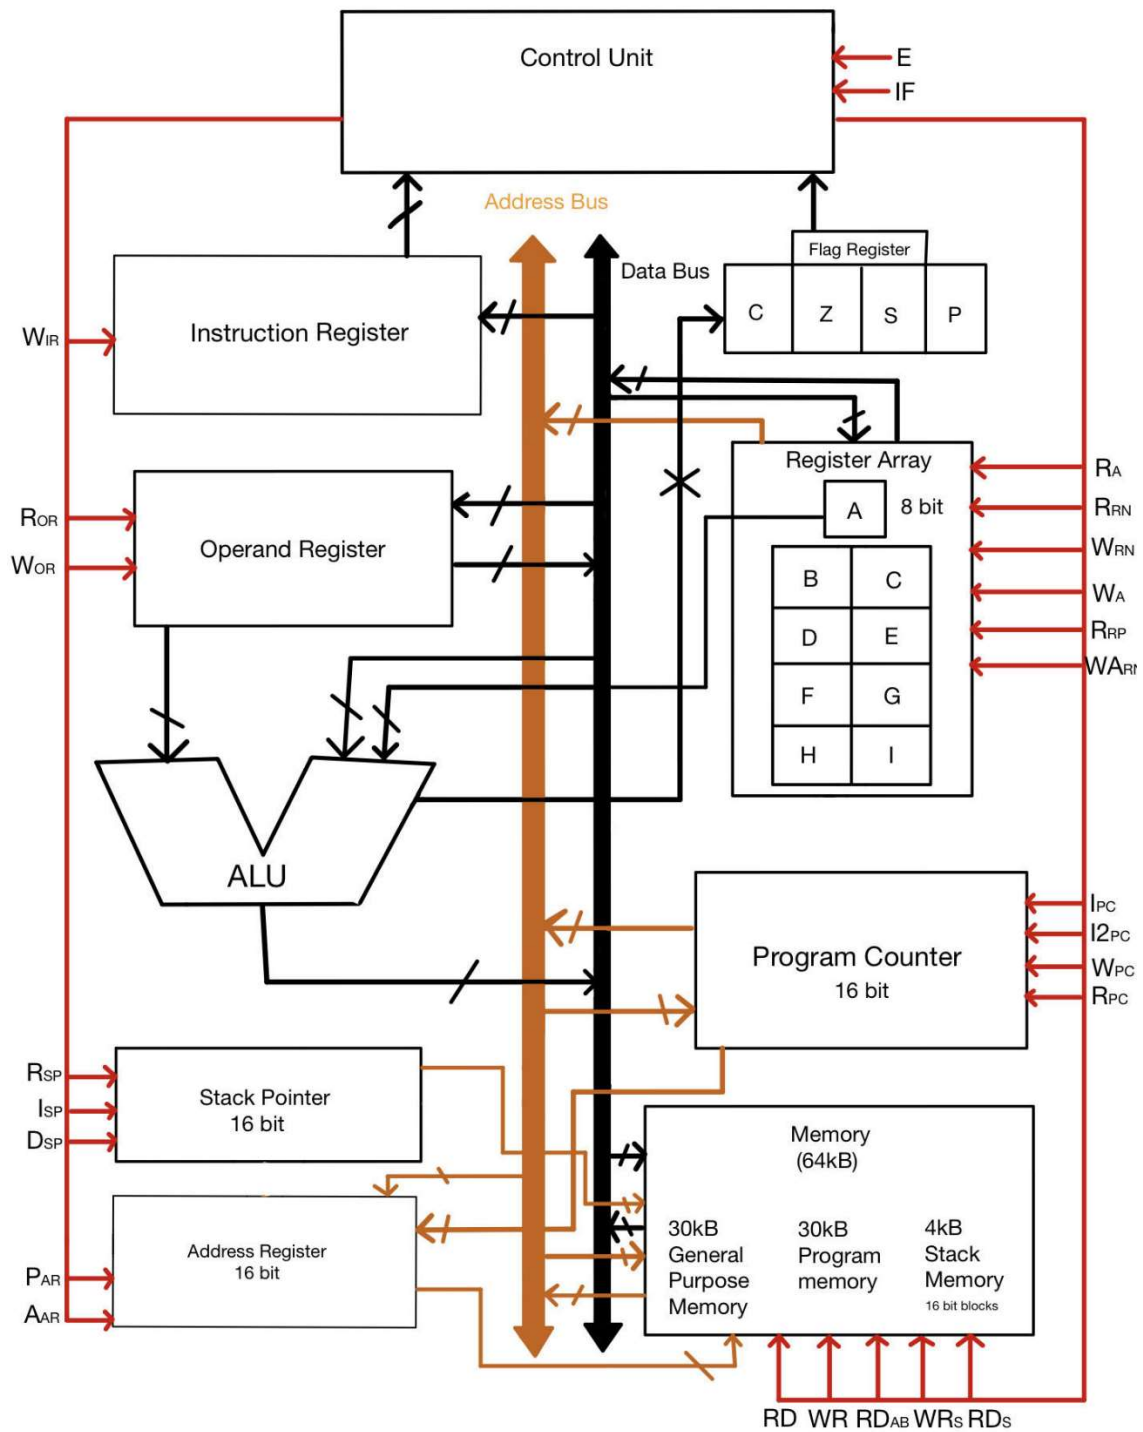 Control Unit
E
IF
Address Bus
Data Bus
Flag Register
C Z S P
Instruction Register
WIR
Register Array
A 8 bit
B C
D E
F G
H I
RA
RRN
WRN
WA
RRP
WARN
ROR
WOR
Operand Register
ALU
Program Counter
16 bit
IPC
I2PC
WPC
RPC
RSP
ISP
DSP
Stack Pointer
16 bit
Address Register
16 bit
PAR
AAR
Memory
(64kB)
30kB
General
Purpose
Memory
30kB
Program
memory
4kB
Stack
Memory
16 bit blocks
RD WR RDAB WRS RDS